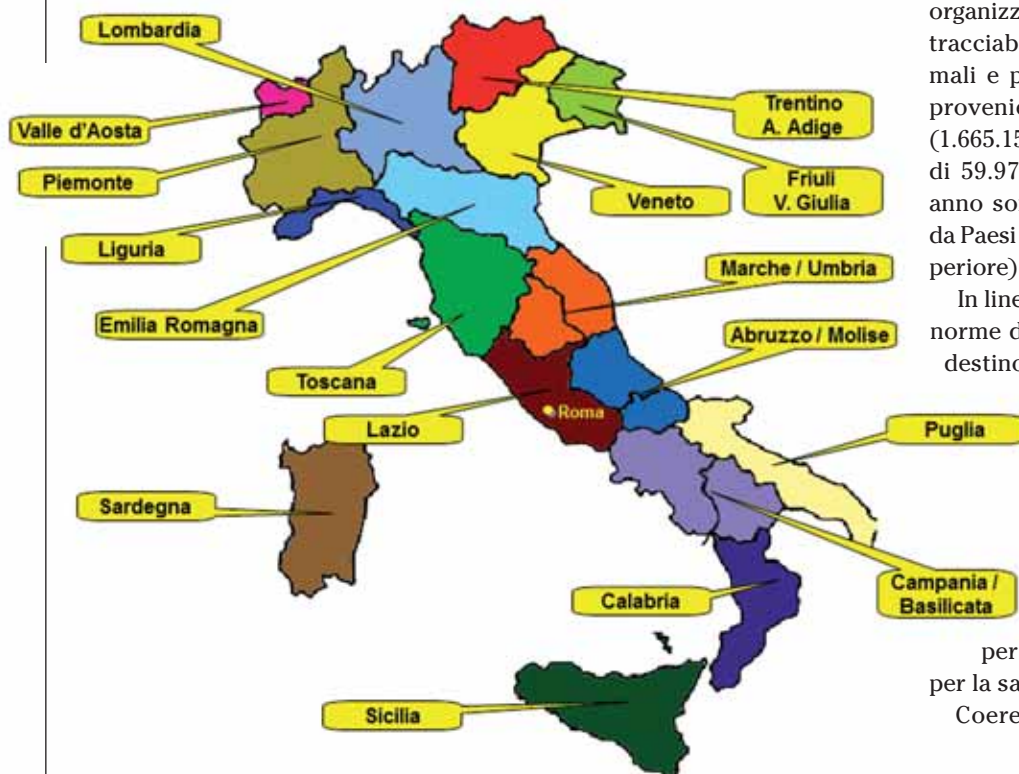 Lombardia
Valle d'Aosta
Piemonte
Liguria
Emilia Romagna
Toscana
Lazio
Sardegna
Sicilia
Calabria
Trentino
A. Adige
Veneto
Friuli
V. Giulia
Marche / Umbria
Abruzzo / Molise
Roma
Puglia
Campania /
Basilicata
organizz
tracciab
mali e p
provenie
(1.665.15
di 59.97
anno so
da Paesi
periore)
In line
norme d
destino
per
per la sa
Coere